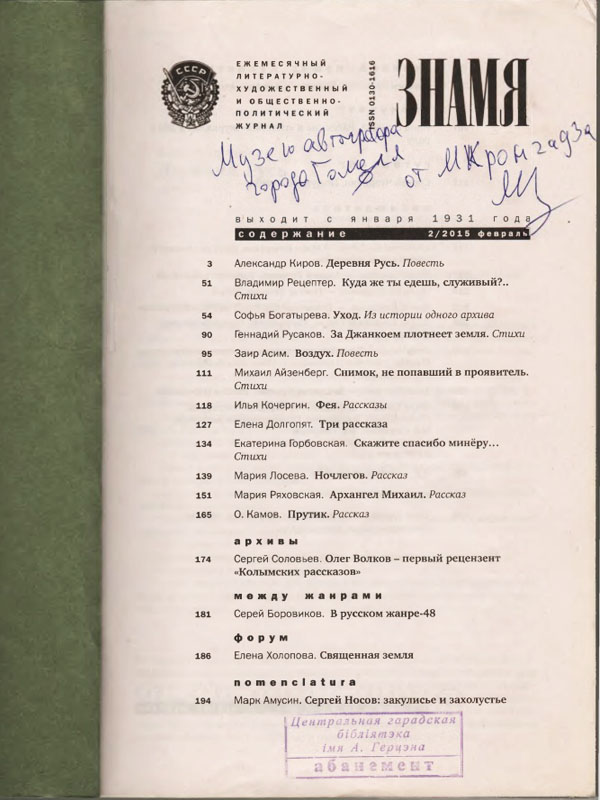 СССР
ЕЖЕМЕСЯЧНЫЙ
ЛИТЕРАТУРНО-
ХУДОЖЕСТВЕННЫЙ
И ОБЩЕСТВЕННО-
ПОЛИТИЧЕСКИЙ
ЖУРНАЛ
ISSN 0130-1616
ЗНАМЯ
Музею автографа
города Гомеля
от М Кронгауза
выходит с января 1931 года
содержание 2/2015 февраль
3 Александр Киров. Деревня Русь. Повесть
51 Владимир Рецептер. Куда же ты едешь, служивый?..
Стихи
54 Софья Богатырева. Уход. Из истории одного архива
90 Геннадий Русаков. За Джанкоем плотнеет земля. Стихи
95 Заир Асим. Воздух. Повесть
111 Михаил Айзенберг. Снимок, не попавший в проявитель.
Стихи
118 Илья Кочергин. Фея. Рассказы
127 Елена Долгопят. Три рассказа
134 Екатерина Горбовская. Скажите спасибо минёру...
Стихи
139 Мария Лосева. Ночлегов. Рассказ
151 Мария Ряховская. Архангел Михаил. Рассказ
165 О. Камов. Прутик. Рассказ
архивы
174 Сергей Соловьев. Олег Волков – первый рецензент
«Колымских рассказов»
между жанрами
181 Серей Боровиков. В русском жанре-48
форум
186 Елена Холопова. Священная земля
nomenclatura
194 Марк Амусин. Сергей Носов: закулисье и захолустье
Цэнтральная гарадская
бібліятэка
імя А. Герцэна
абанемент